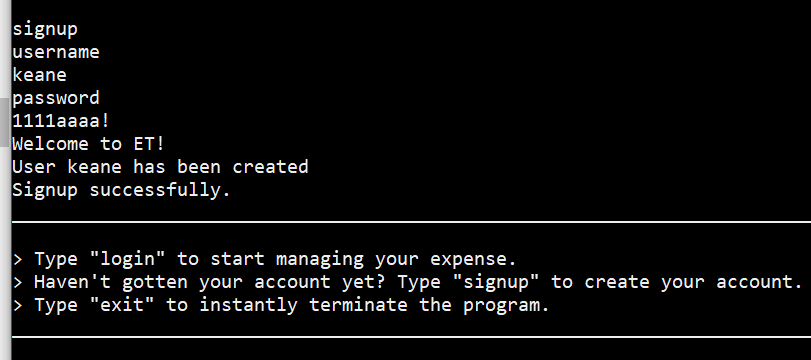 signup
username
keane
password
1111aaaa!
Welcome to ET!
User keane has been created
Signup successfully.
> Type "login" to start managing your expense.
> Haven't gotten your account yet? Type "signup" to create your account.
> Type "exit" to instantly terminate the program.